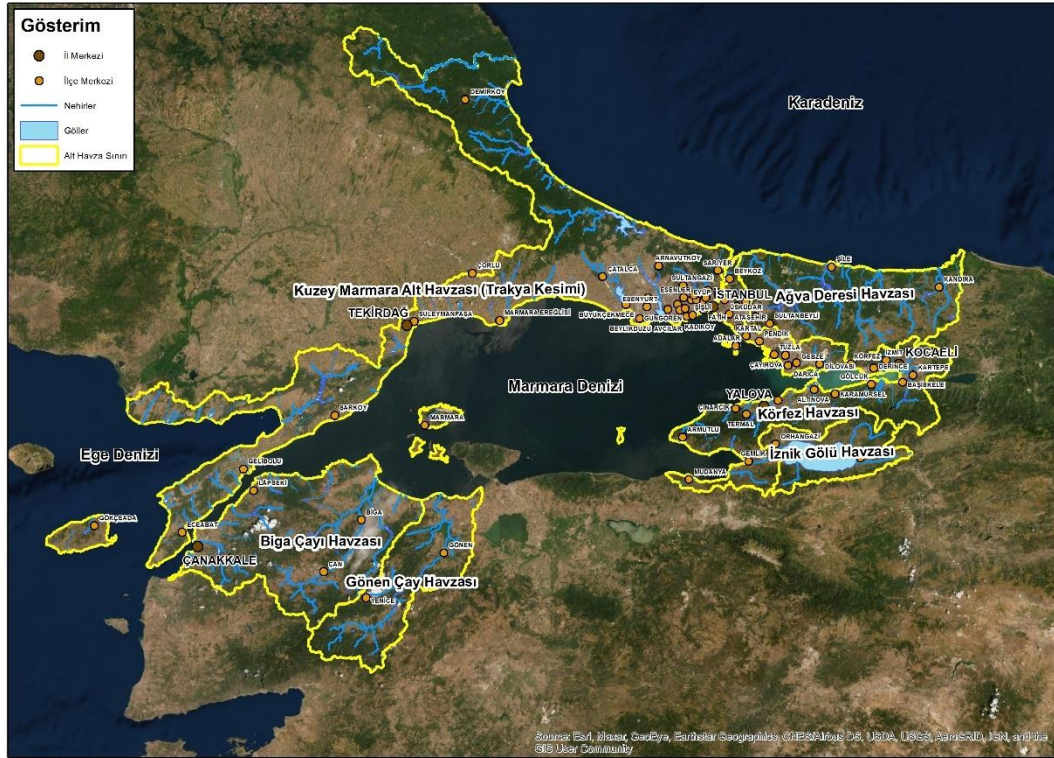 Gösterim
İl Merkezi
İlçe Merkezi
Nehirler
Göller
Alt Havza Sınırı
Karadeniz
DEMİRKÖY
ÇORLU
Kuzey Marmara Alt Havzası (Trakya Kesimi)
TEKİRDAĞ
SÜLEYMANPAŞA
MARMARA EREĞLİSİ
ÇATALCA
ARNAVUTKÖY
SARIYER
BEYKOZ
SULTANGAZİ
ESENLER
EYÜP
İSTANBUL
ESENYURT
ŞİŞLİ
ÜSKÜDAR
BÜYÜKÇEKMECE
GÜNGÖREN
FATİH
ATAŞEHİR
SULTANBEYLİ
BEYLİKDÜZÜ
AVCILAR
KADIKÖY
KARTAL
PENDİK
ADALAR
ŞİLE
KANDIRA
Ağva Deresi Havzası
TUZLA
GEBZE
ÇAYIROVA
DARICA
DİLOVASI
KÖRFEZ
İZMİT
KOCAELİ
DERİNCE
KARTEPE
GÖLCÜK
BAŞİSKELE
Marmara Denizi
YALOVA
ALTINOVA
KARAMÜRSEL
ÇINARCIK
TERMAL
Körfez Havzası
ARMUTLU
ORHANGAZİ
GEMLİK
İznik Gölü Havzası
MUDANYA
ŞARKÖY
MARMARA
Ege Denizi
GELİBOLU
LAPSEKİ
GÖKÇEADA
ECEABAT
BİGA
Biga Çayı Havzası
GÖNEN
ÇANAKKALE
ÇAN
Gönen Çay Havzası
YENİCE
Source: Esri, Maxar, GeoEye, Earthstar Geographics, CNES/Airbus DS, USDA, USGS, AeroGRID, IGN, and the
GIS User Community